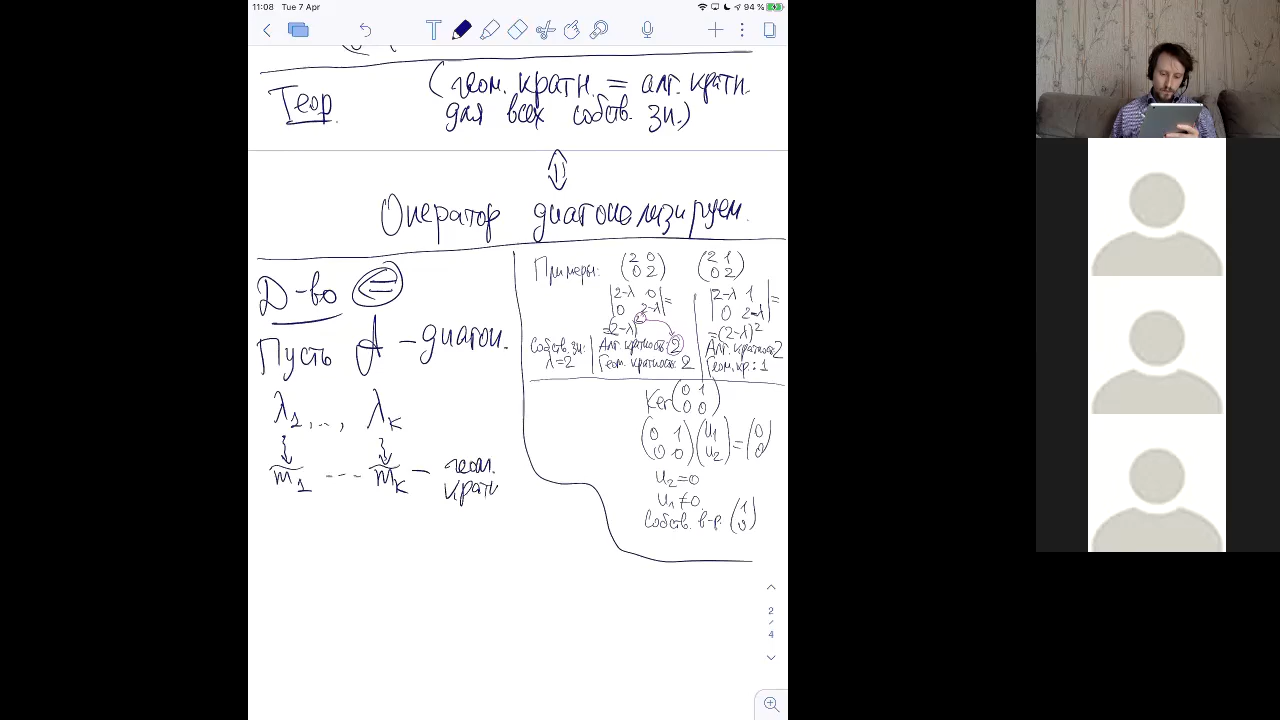 11:08 Tue 7 Apr
94 %
T
Теор.
(геом. кратн. = алг. кратн.
для всех собств. зн.)
⇕
Оператор диагонализируем.
Д-во ⇐
Пусть A – диагон.
λ₁, ..., λₖ
m₁ --- mₖ – геом.
кратн
Примеры: (2 0 / 0 2) (2 1 / 0 2)
|2-λ 0 / 0 2-λ| = |2-λ 1 / 0 2-λ| =
=(2-λ)² =(2-λ)²
Собств. зн: Алг. кратность: 2 Алг. кратность 2
λ=2 Геом. кратность: 2 Геом. кр.: 1
Ker (0 1 / 0 0)
(0 1 / 0 0) (u₁ / u₂) = (0 / 0)
u₂=0
u₁≠0
Собств. в-р. (1 / 0)
2
/
4